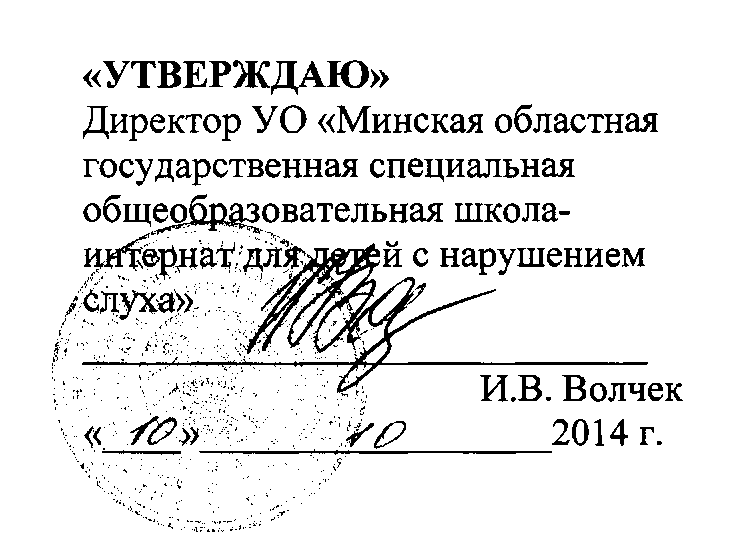 «УТВЕРЖДАЮ»
Директор УО «Минская областная
государственная специальная
общеобразовательная школа-
интернат для детей с нарушением
слуха»
И.В. Волчек
«10» 10 2014 г.